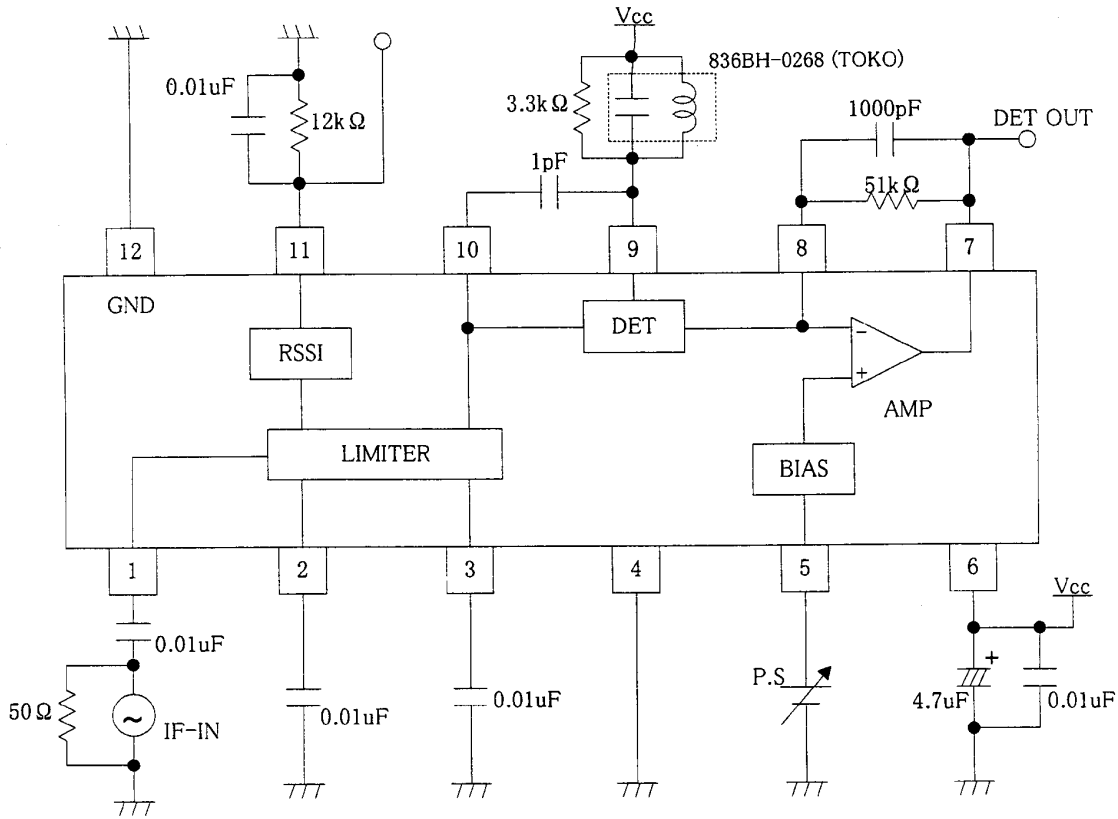 Vcc
836BH-0268 (TOKO)
0.01uF
12kΩ
3.3kΩ
1000pF
DET OUT
1pF
51kΩ
12
11
10
9
8
7
GND
RSSI
DET
−
+
AMP
LIMITER
BIAS
1
2
3
4
5
6
Vcc
0.01uF
50Ω
IF-IN
~
0.01uF
0.01uF
P.S
+
4.7uF
0.01uF